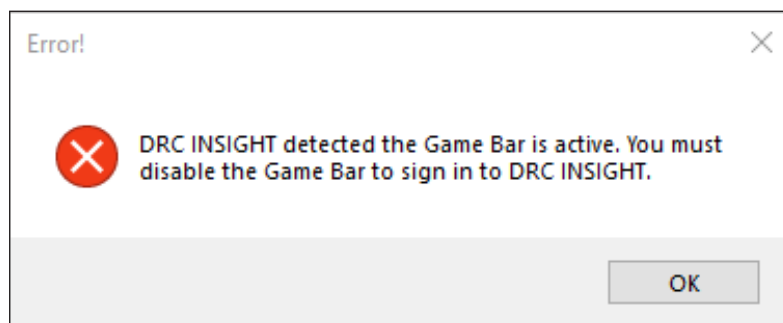 Error!
DRC INSIGHT detected the Game Bar is active. You must
disable the Game Bar to sign in to DRC INSIGHT.
OK